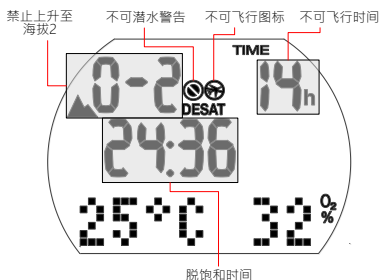 禁止上升至
海拔2
不可潜水警告
不可飞行图标
不可飞行时间
TIME
0-2
14h
DESAT
24:36
25°C
32 O₂ %
脱饱和时间